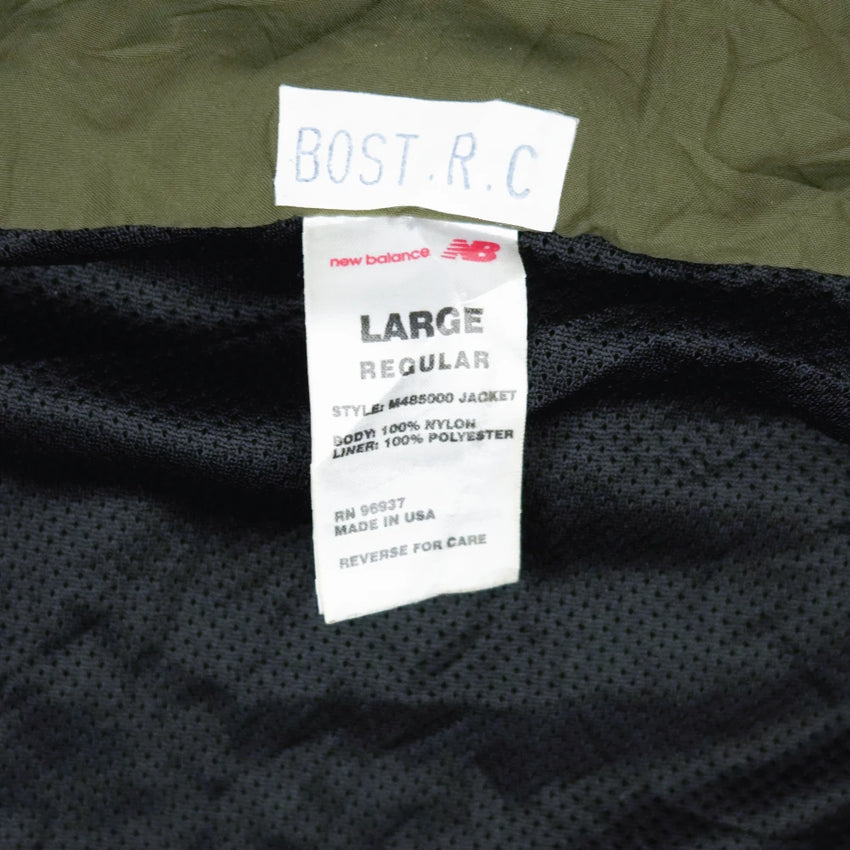 BOST.R.C
new balance NB
LARGE
REGULAR
STYLE: M485000 JACKET
BODY: 100% NYLON
LINER: 100% POLYESTER
RN 96937
MADE IN USA
REVERSE FOR CARE